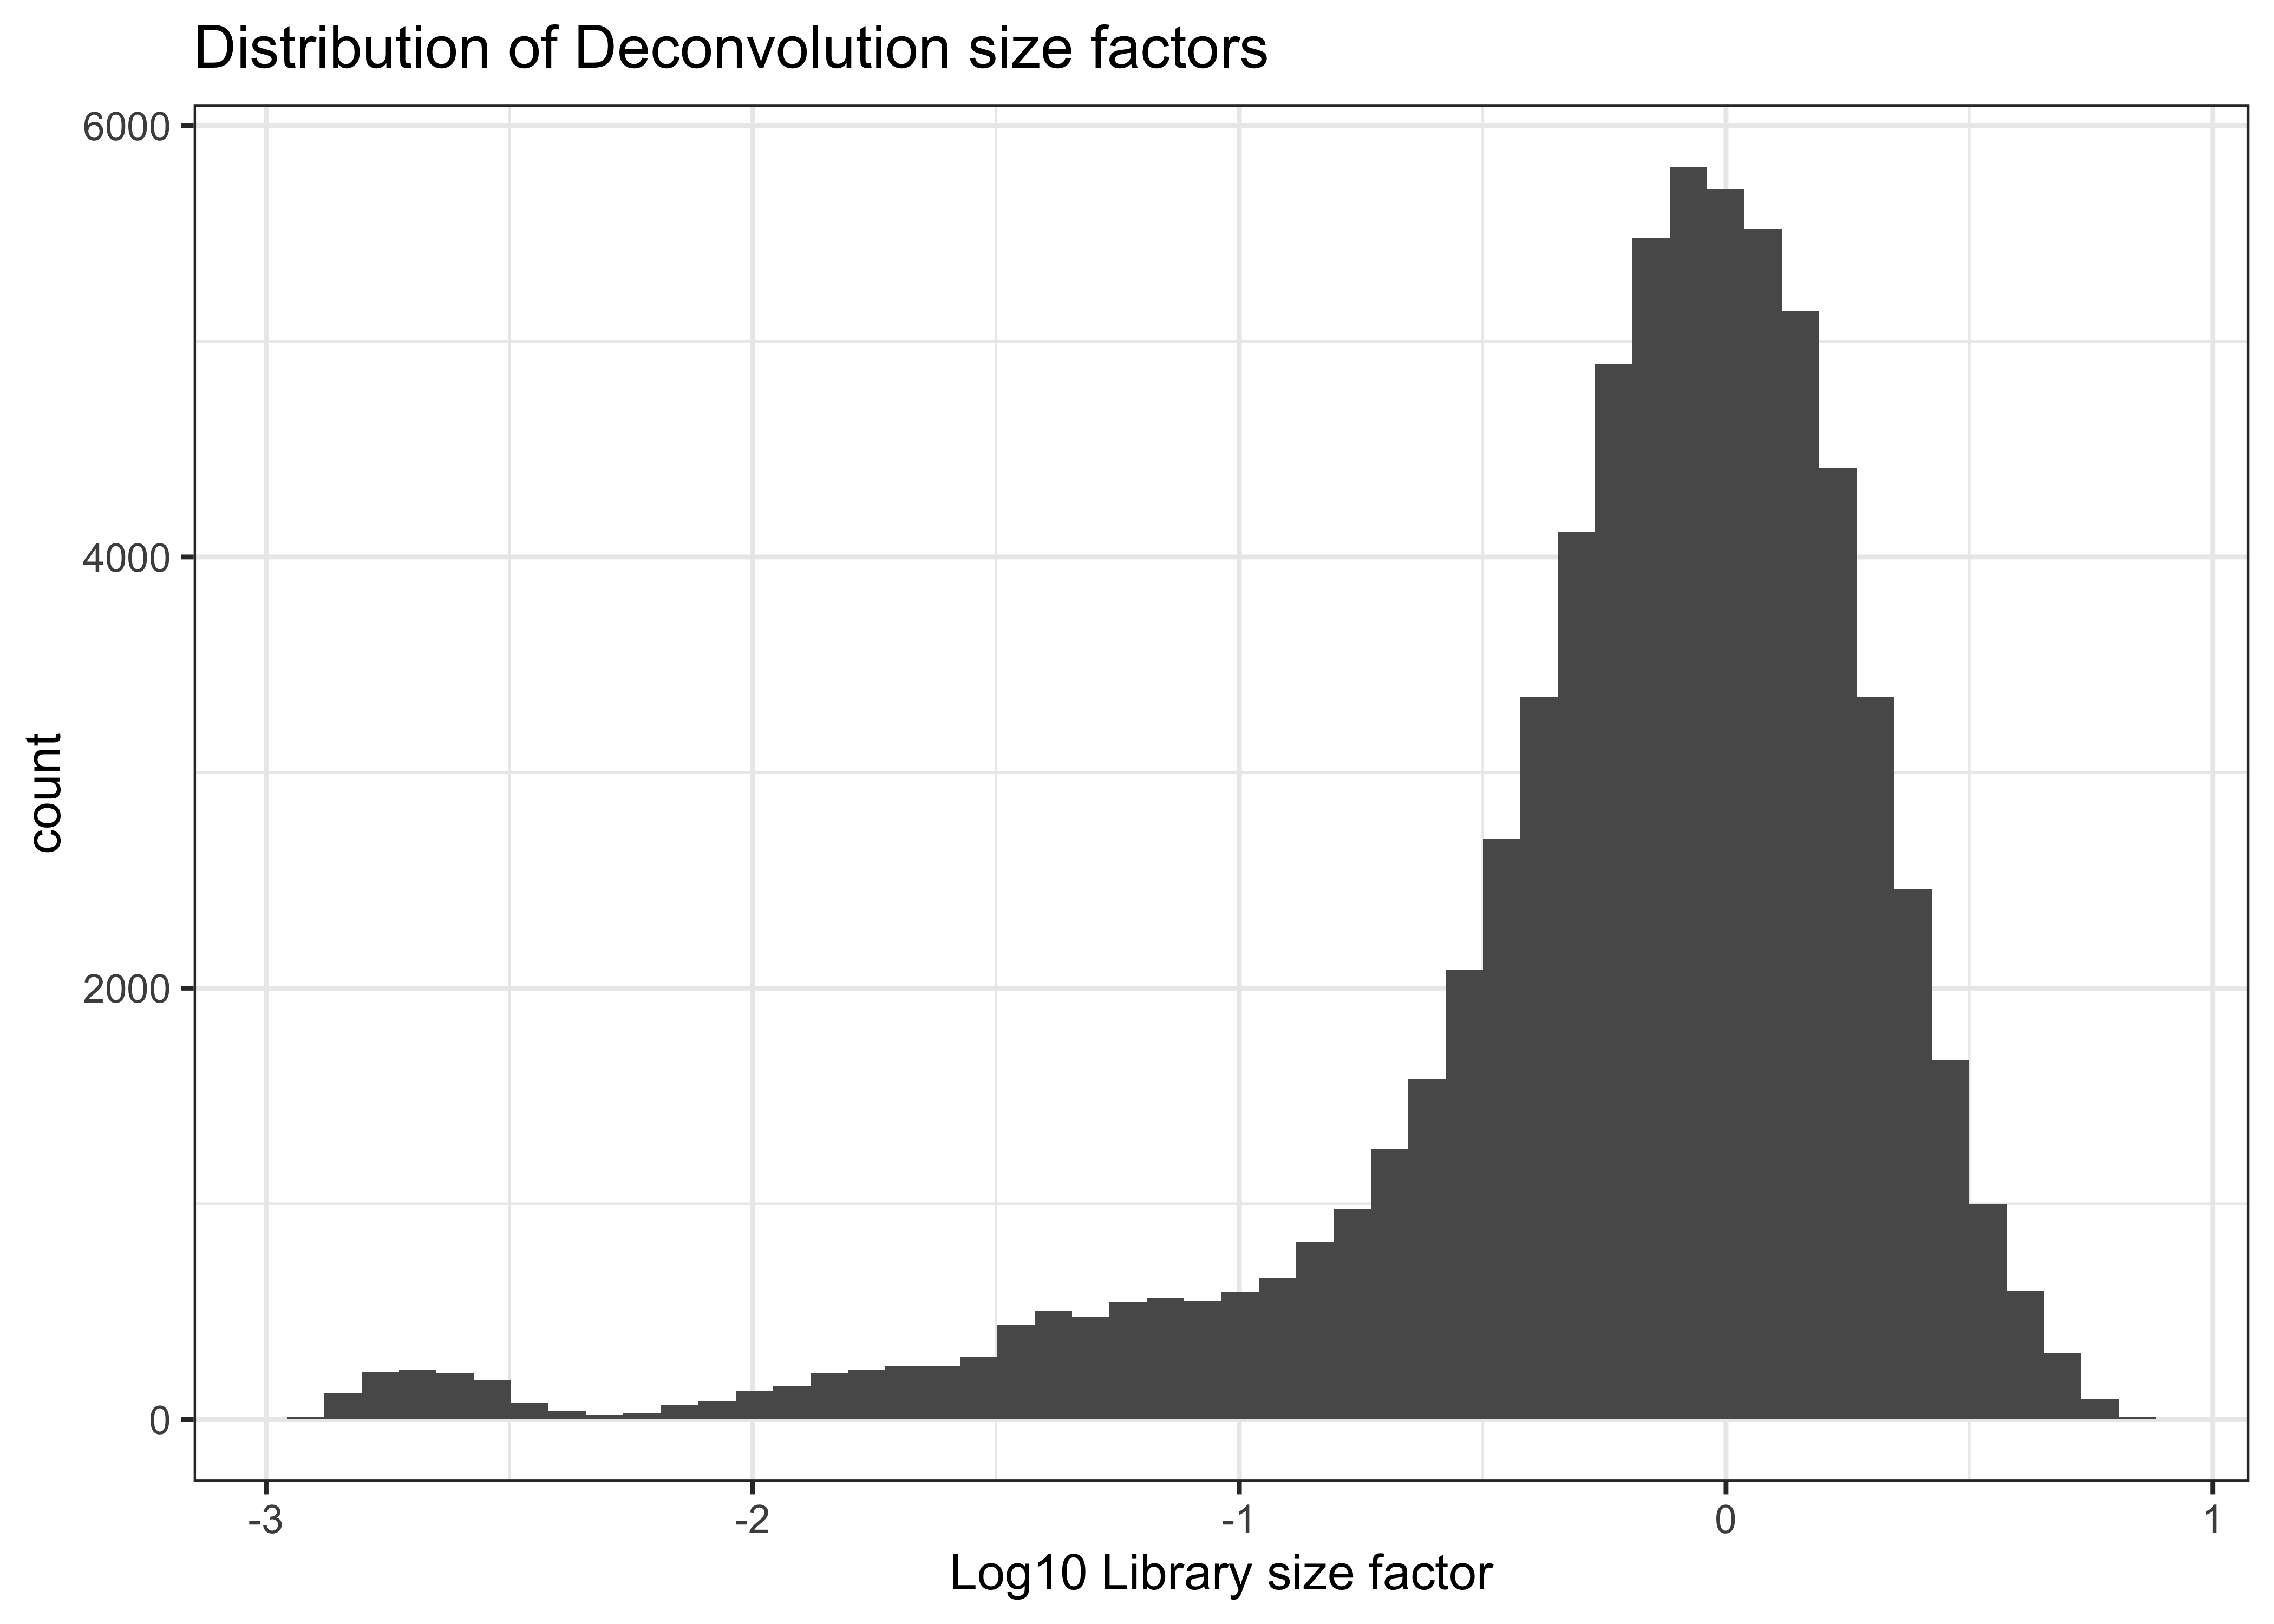 Distribution of Deconvolution size factors
6000
4000
2000
0
count
-3 -2 -1 0 1
Log10 Library size factor